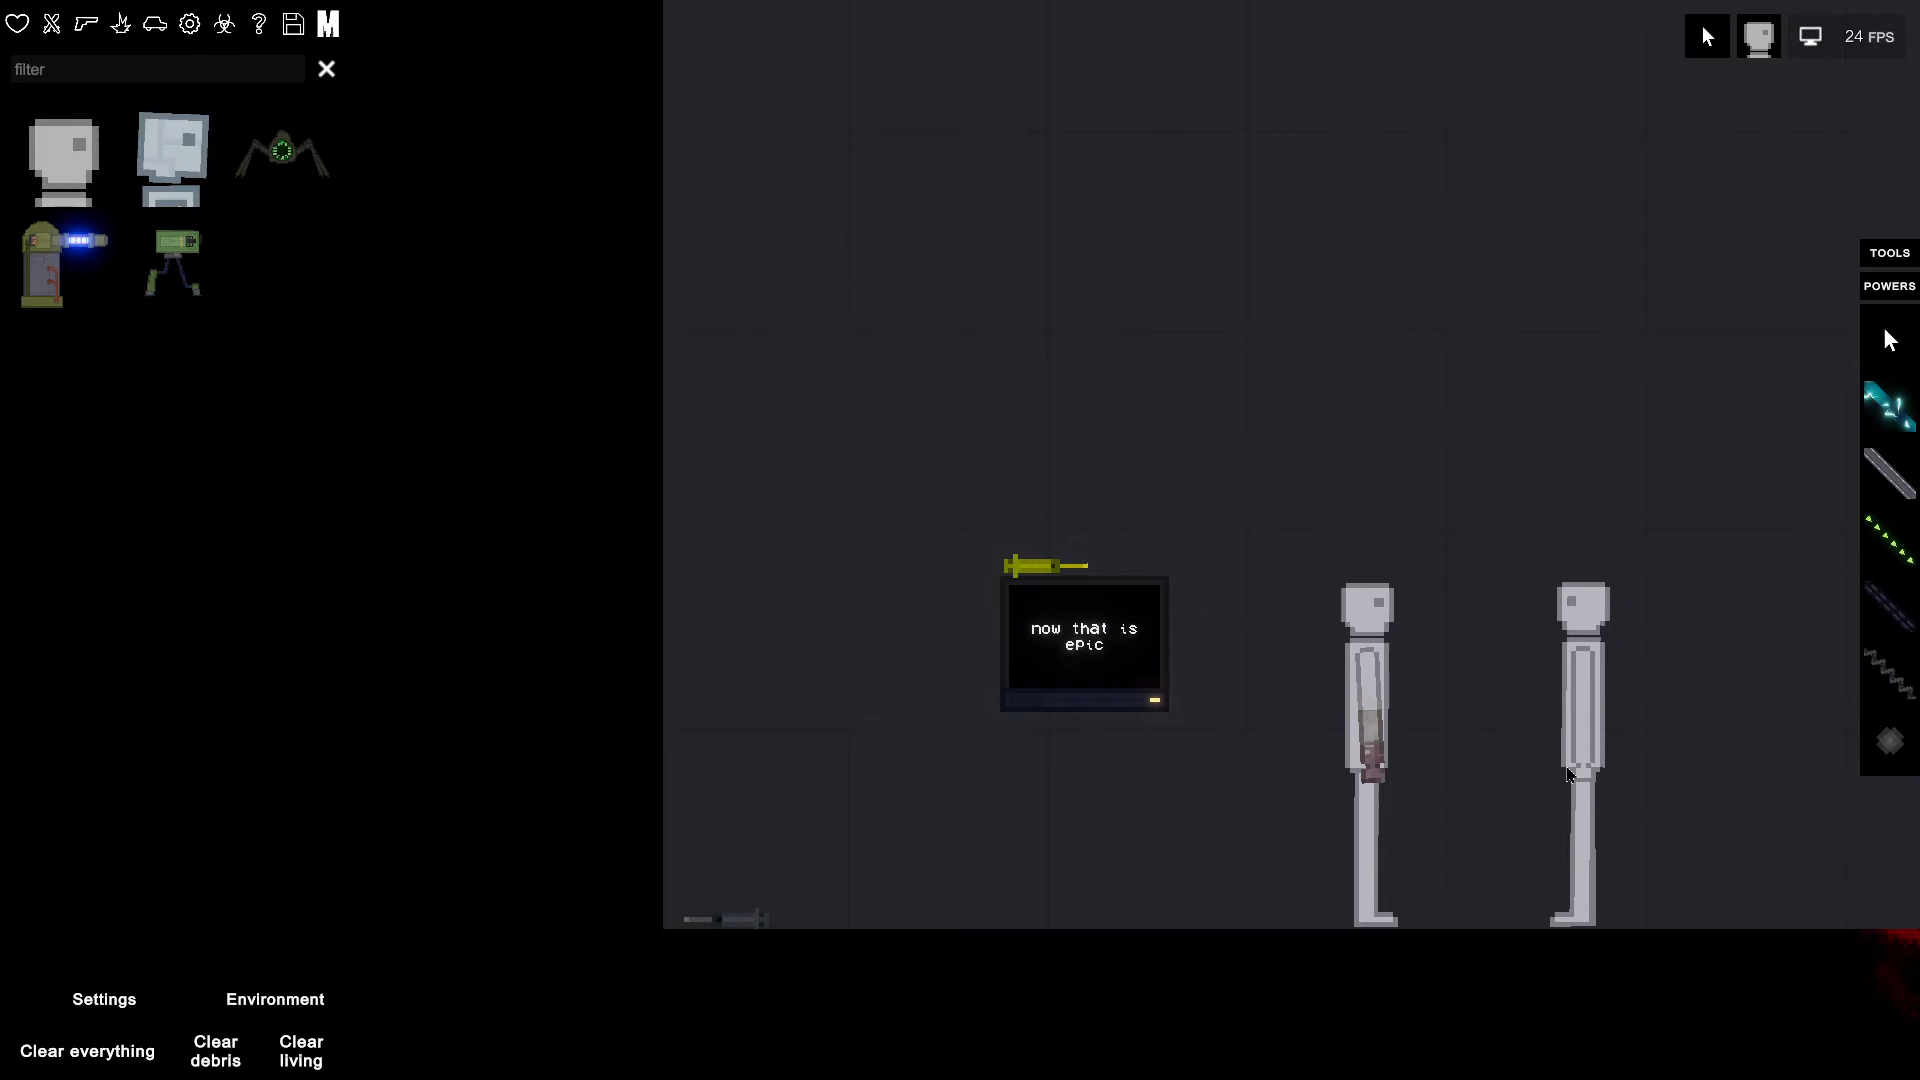 filter
24 FPS
TOOLS
POWERS
now that is
epic
Settings
Environment
Clear everything
Clear
debris
Clear
living